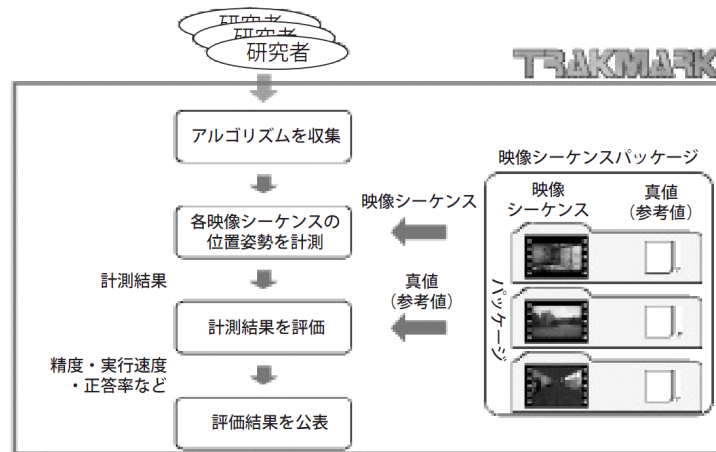 研究者
研究者
研究者
TRAKMARK
アルゴリズムを収集
映像シーケンスパッケージ
映像
シーケンス
真値
(参考値)
映像シーケンス
各映像シーケンスの
位置姿勢を計測
パッケージ
計測結果
真値
(参考値)
計測結果を評価
精度・実行速度
・正答率など
評価結果を公表